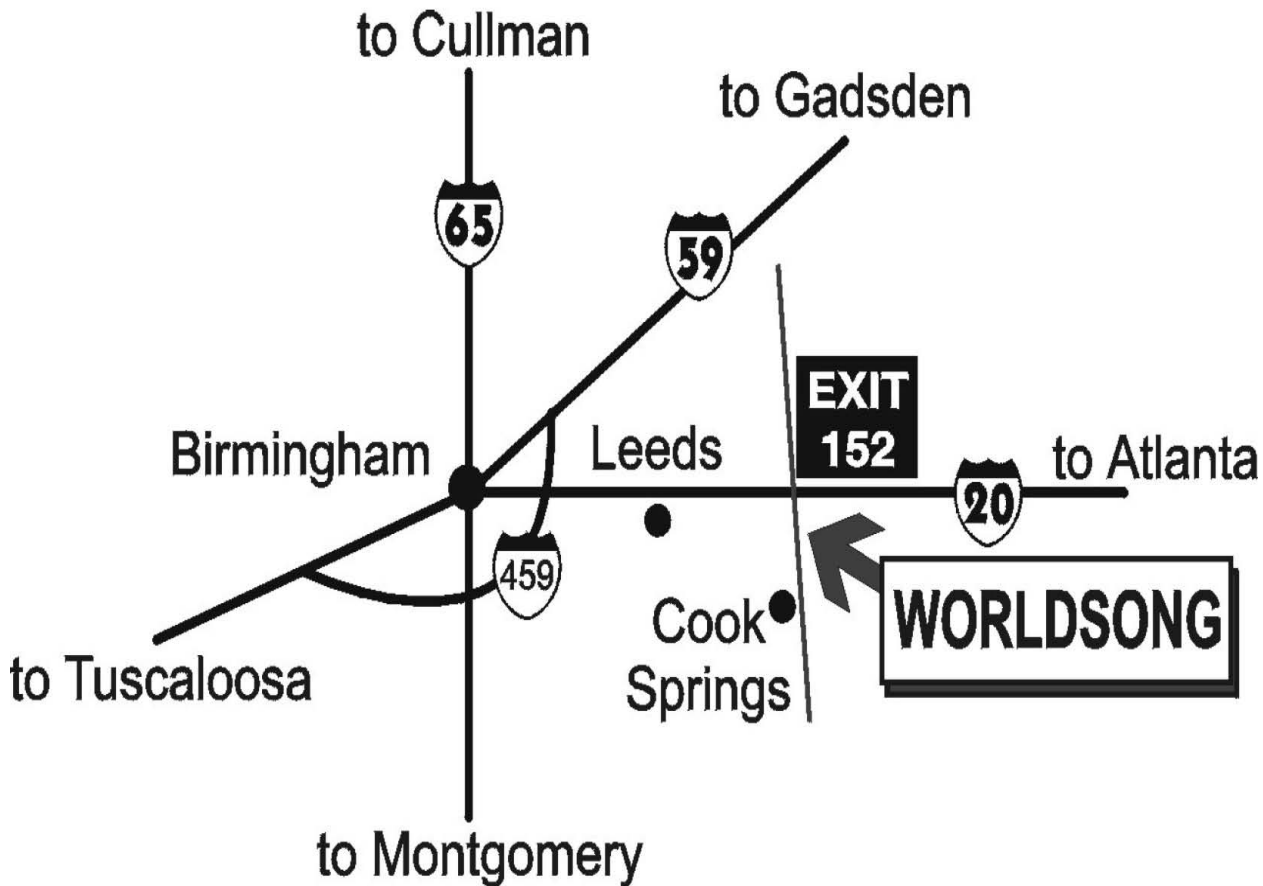 to Cullman
to Gadsden
65
59
EXIT
152
Birmingham
Leeds
to Atlanta
20
459
WORLDSONG
Cook
Springs
to Tuscaloosa
to Montgomery